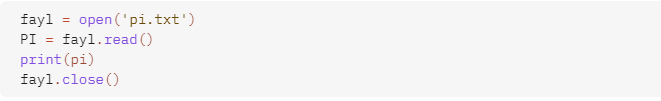 fayl = open('pi.txt')
PI = fayl.read()
print(pi)
fayl.close()